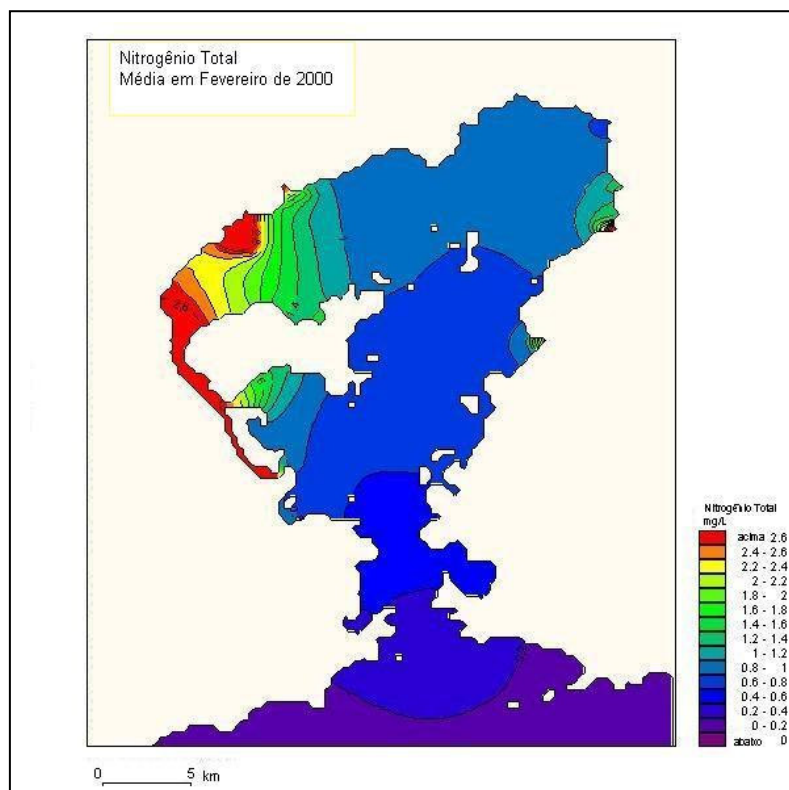 Nitrogênio Total
Média em Fevereiro de 2000
2.6
Nitrogênio Total
mg/L
acima 2.6
2.4 - 2.6
2.2 - 2.4
2 - 2.2
1.8 - 2
1.6 - 1.8
1.4 - 1.6
1.2 - 1.4
1 - 1.2
0.8 - 1
0.6 - 0.8
0.4 - 0.6
0.2 - 0.4
0 - 0.2
abaixo 0
0 5 km